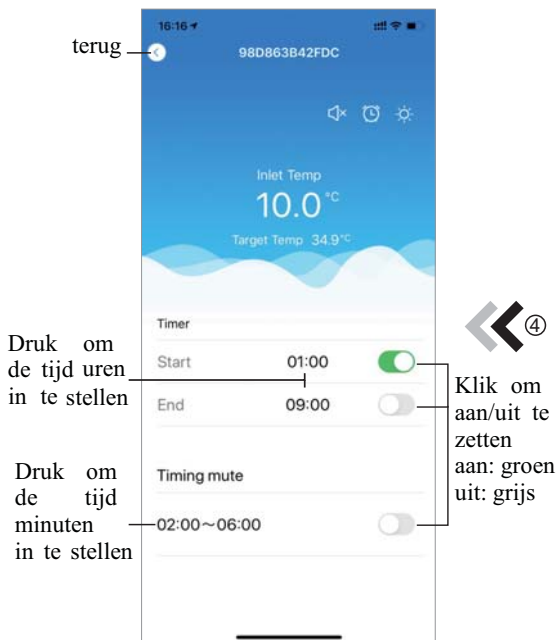 16:16
terug
98D863B42FDC
Inlet Temp
10.0°C
Target Temp 34.9°C
④
Timer
Druk om
de tijd uren
in te stellen
Start 01:00
End 09:00
Klik om
aan/uit te
zetten
aan: groen
uit: grijs
Timing mute
Druk om
de tijd
minuten
in te stellen
02:00～06:00